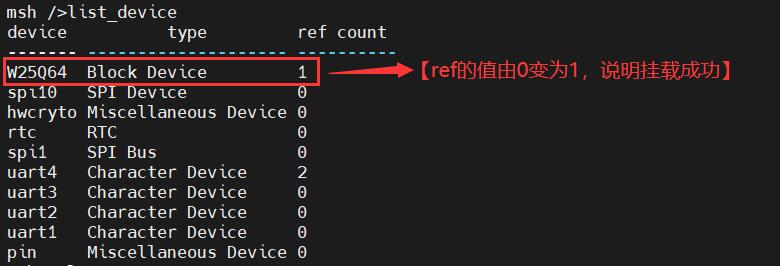 msh />list_device
device         type         ref count
------- -------------------- ----------
W25Q64  Block Device         1
【ref的值由0变为1，说明挂载成功】
spi10   SPI Device           0
hwcryto Miscellaneous Device 0
rtc     RTC                  0
spi1    SPI Bus              0
uart4   Character Device     2
uart3   Character Device     0
uart2   Character Device     0
uart1   Character Device     0
pin     Miscellaneous Device 0